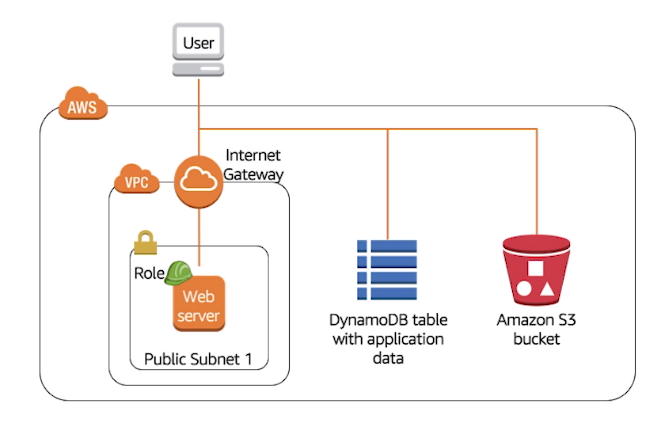 User
AWS
Internet
Gateway
VPC
Role
Web
server
Public Subnet 1
DynamoDB table
with application
data
Amazon S3
bucket